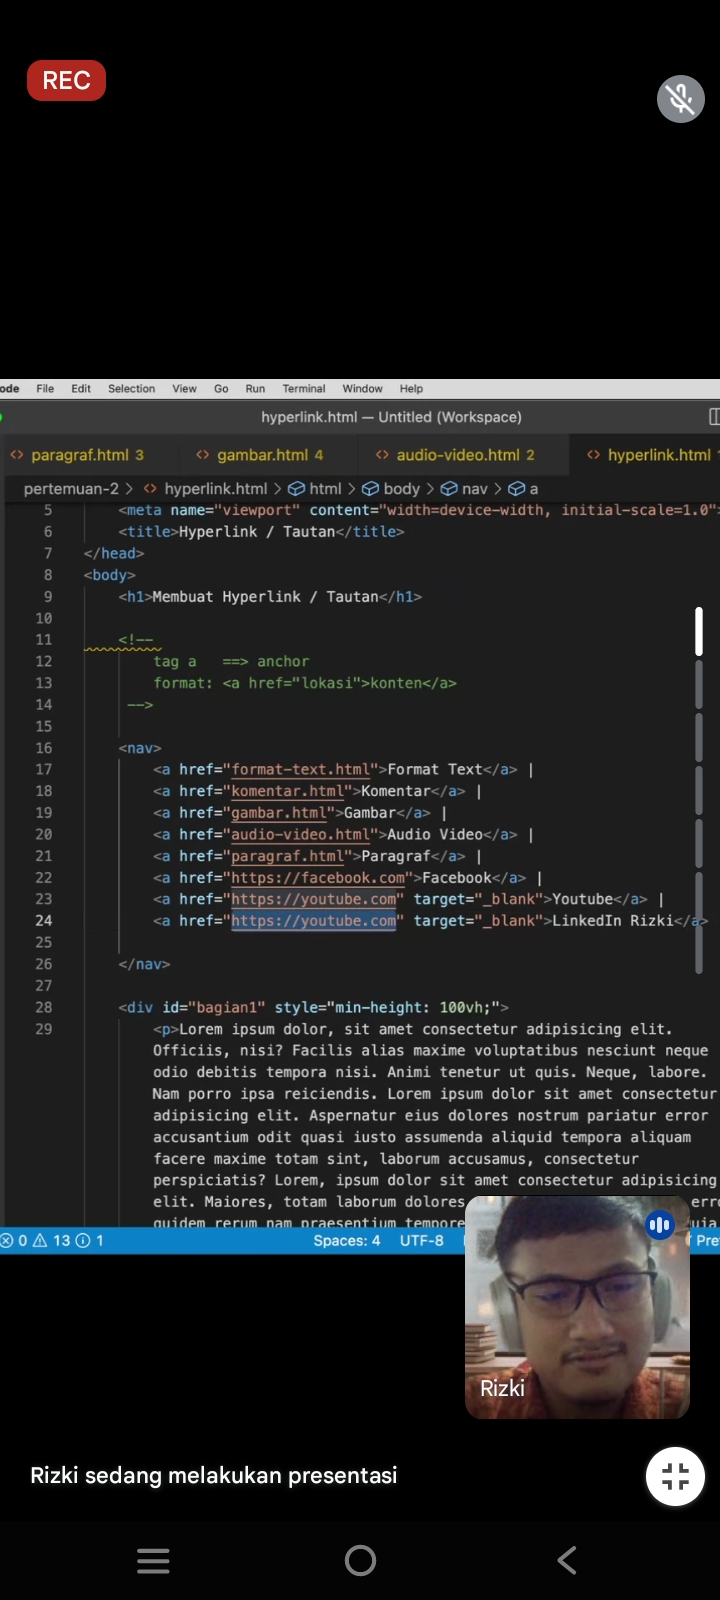 REC
ode File Edit Selection View Go Run Terminal Window Help
hyperlink.html — Untitled (Workspace)
<> paragraf.html 3 <> gambar.html 4 <> audio-video.html 2 <> hyperlink.html 1
pertemuan-2 > <> hyperlink.html > html > body > nav > a
5 <meta name="viewport" content="width=device-width, initial-scale=1.0">
6 <title>Hyperlink / Tautan</title>
7 </head>
8 <body>
9 <h1>Membuat Hyperlink / Tautan</h1>
10
11 <!--
12 tag a ==> anchor
13 format: <a href="lokasi">konten</a>
14 -->
15
16 <nav>
17 <a href="format-text.html">Format Text</a> |
18 <a href="komentar.html">Komentar</a> |
19 <a href="gambar.html">Gambar</a> |
20 <a href="audio-video.html">Audio Video</a> |
21 <a href="paragraf.html">Paragraf</a> |
22 <a href="https://facebook.com">Facebook</a> |
23 <a href="https://youtube.com" target="_blank">Youtube</a> |
24 <a href="https://youtube.com" target="_blank">LinkedIn Rizki</a>
25
26 </nav>
27
28 <div id="bagian1" style="min-height: 100vh;">
29 <p>Lorem ipsum dolor, sit amet consectetur adipisicing elit.
Officiis, nisi? Facilis alias maxime voluptatibus nesciunt neque
odio debitis tempora nisi. Animi tenetur ut quis. Neque, labore.
Nam porro ipsa reiciendis. Lorem ipsum dolor sit amet consectetur
adipisicing elit. Aspernatur eius dolores nostrum pariatur error
accusantium odit quasi iusto assumenda aliquid tempora aliquam
facere maxime totam sint, laborum accusamus, consectetur
perspiciatis? Lorem, ipsum dolor sit amet consectetur adipisicing
elit. Maiores, totam laborum dolores
quidem rerum nam praesentium tempore
0 13 1 Spaces: 4 UTF-8
Rizki
Rizki sedang melakukan presentasi